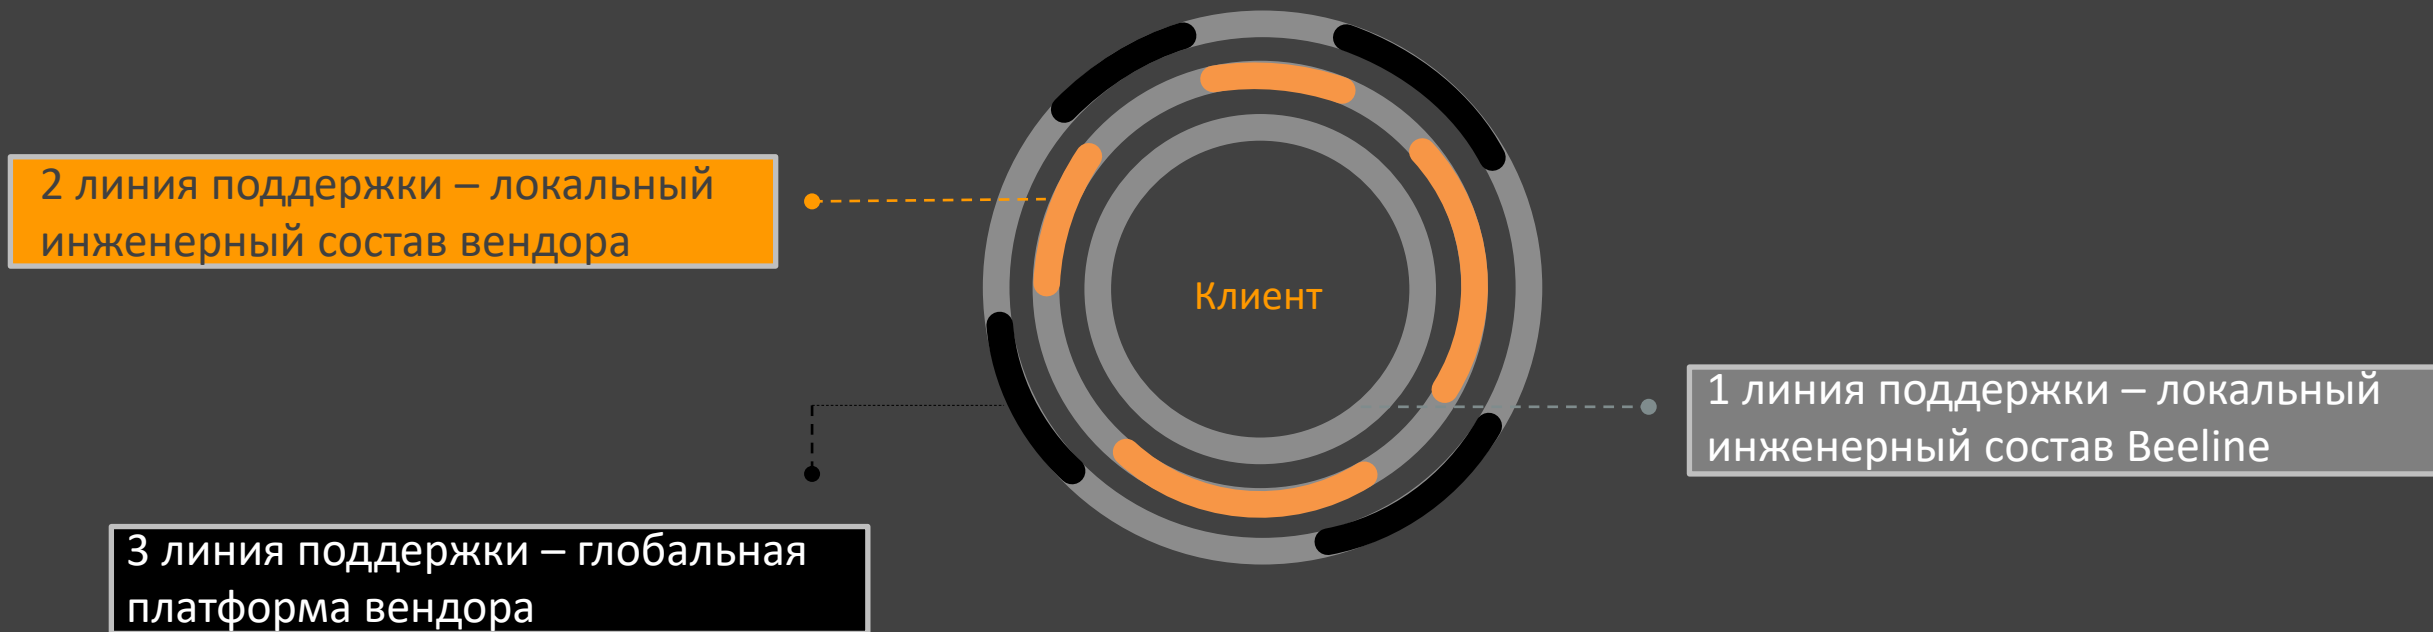 2 линия поддержки – локальный
инженерный состав вендора
Клиент
1 линия поддержки – локальный
инженерный состав Beeline
3 линия поддержки – глобальная
платформа вендора